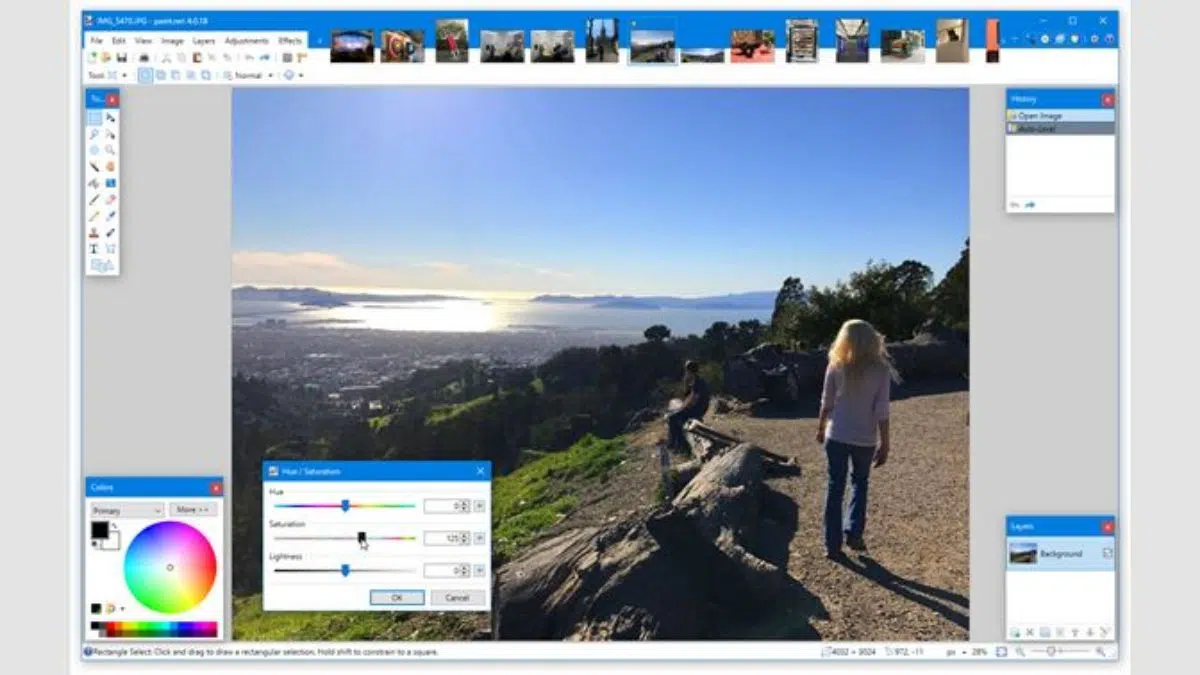 IMG_5470.JPG - paint.net 4.0.18
File Edit View Image Layers Adjustments Effects
Tool Normal
To...
History
Open Image
Auto-Level
Colors
Primary
More >>
Hue / Saturation
Hue
0
Saturation
125
Lightness
0
OK Cancel
Layers
Background
Rectangle Select: Click and drag to draw a rectangular selection. Hold shift to constrain to a square.
4032 × 3024
972, -11
px
28%